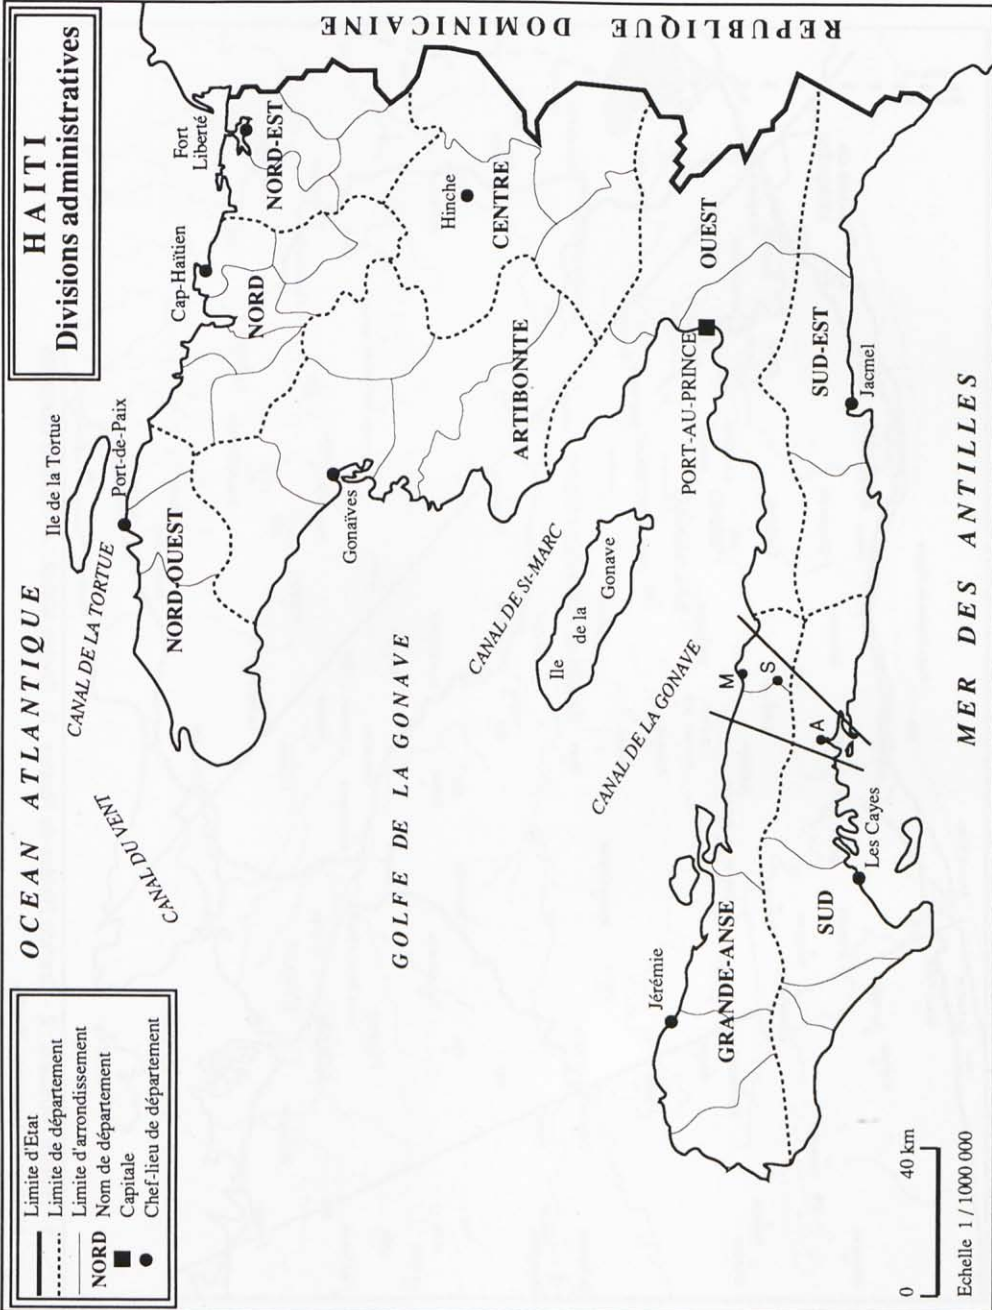 HAITI
Divisions administratives
Limite d'Etat
Limite de département
Limite d'arrondissement
NORD Nom de département
Capitale
Chef-lieu de département
OCEAN ATLANTIQUE
Ile de la Tortue
CANAL DE LA TORTUE
Port-de-Paix
CANAL DU VENT
NORD-OUEST
Cap-Haïtien
NORD
Fort
Liberté
NORD-EST
REPUBLIQUE DOMINICAINE
Gonaïves
Hinche
CENTRE
ARTIBONITE
GOLFE DE LA GONAVE
CANAL DE St-MARC
Ile
de la
Gonave
CANAL DE LA GONAVE
PORT-AU-PRINCE
OUEST
Jérémie
GRANDE-ANSE
M
S
A
SUD
Les Cayes
SUD-EST
Jacmel
MER DES ANTILLES
0 40 km
Echelle 1 / 1000 000